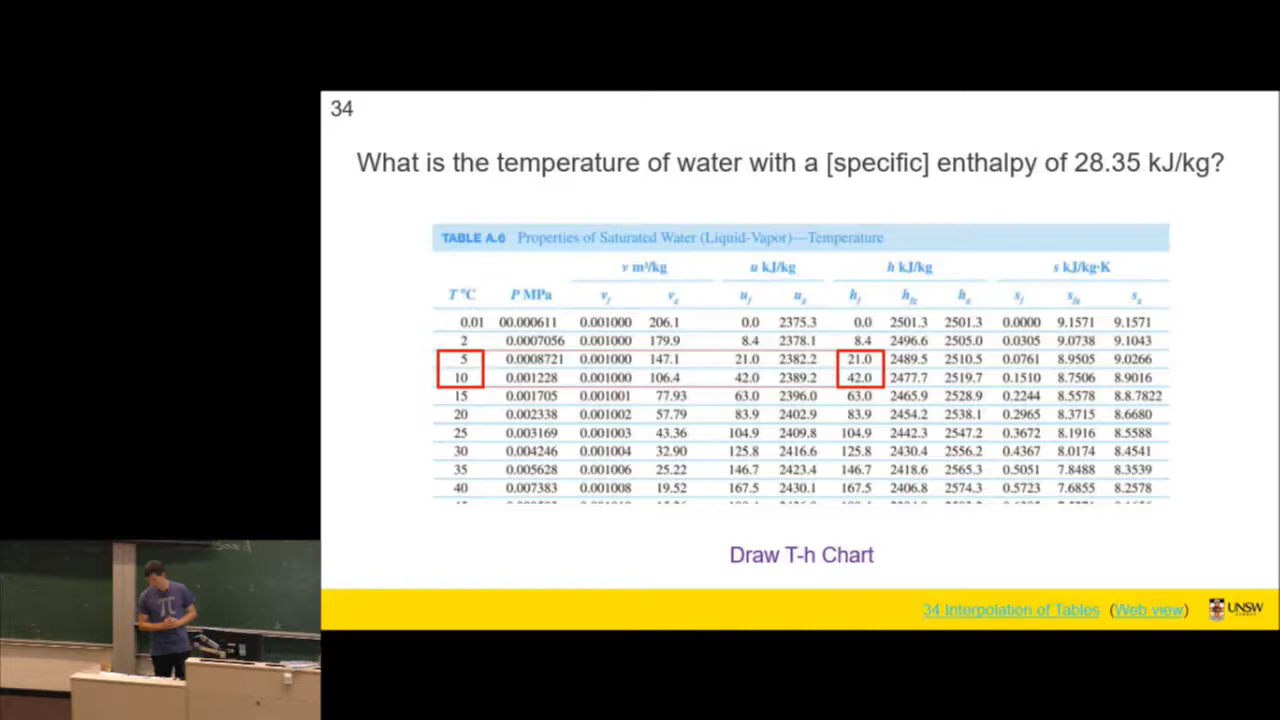 34
What is the temperature of water with a [specific] enthalpy of 28.35 kJ/kg?
TABLE A.6 Properties of Saturated Water (Liquid-Vapor)—Temperature
v m³/kg u kJ/kg h kJ/kg s kJ/kg·K
T °C P MPa v_f v_g u_f u_g h_f h_fg h_g s_f s_fg s_g
0.01 00.000611 0.001000 206.1 0.0 2375.3 0.0 2501.3 2501.3 0.0000 9.1571 9.1571
2 0.0007056 0.001000 179.9 8.4 2378.1 8.4 2496.6 2505.0 0.0305 9.0738 9.1043
5 0.0008721 0.001000 147.1 21.0 2382.2 21.0 2489.5 2510.5 0.0761 8.9505 9.0266
10 0.001228 0.001000 106.4 42.0 2389.2 42.0 2477.7 2519.7 0.1510 8.7506 8.9016
15 0.001705 0.001001 77.93 63.0 2396.0 63.0 2465.9 2528.9 0.2244 8.5578 8.8.7822
20 0.002338 0.001002 57.79 83.9 2402.9 83.9 2454.2 2538.1 0.2965 8.3715 8.6680
25 0.003169 0.001003 43.36 104.9 2409.8 104.9 2442.3 2547.2 0.3672 8.1916 8.5588
30 0.004246 0.001004 32.90 125.8 2416.6 125.8 2430.4 2556.2 0.4367 8.0174 8.4541
35 0.005628 0.001006 25.22 146.7 2423.4 146.7 2418.6 2565.3 0.5051 7.8488 8.3539
40 0.007383 0.001008 19.52 167.5 2430.1 167.5 2406.8 2574.3 0.5723 7.6855 8.2578
Draw T-h Chart
34 Interpolation of Tables (Web view) UNSW
π